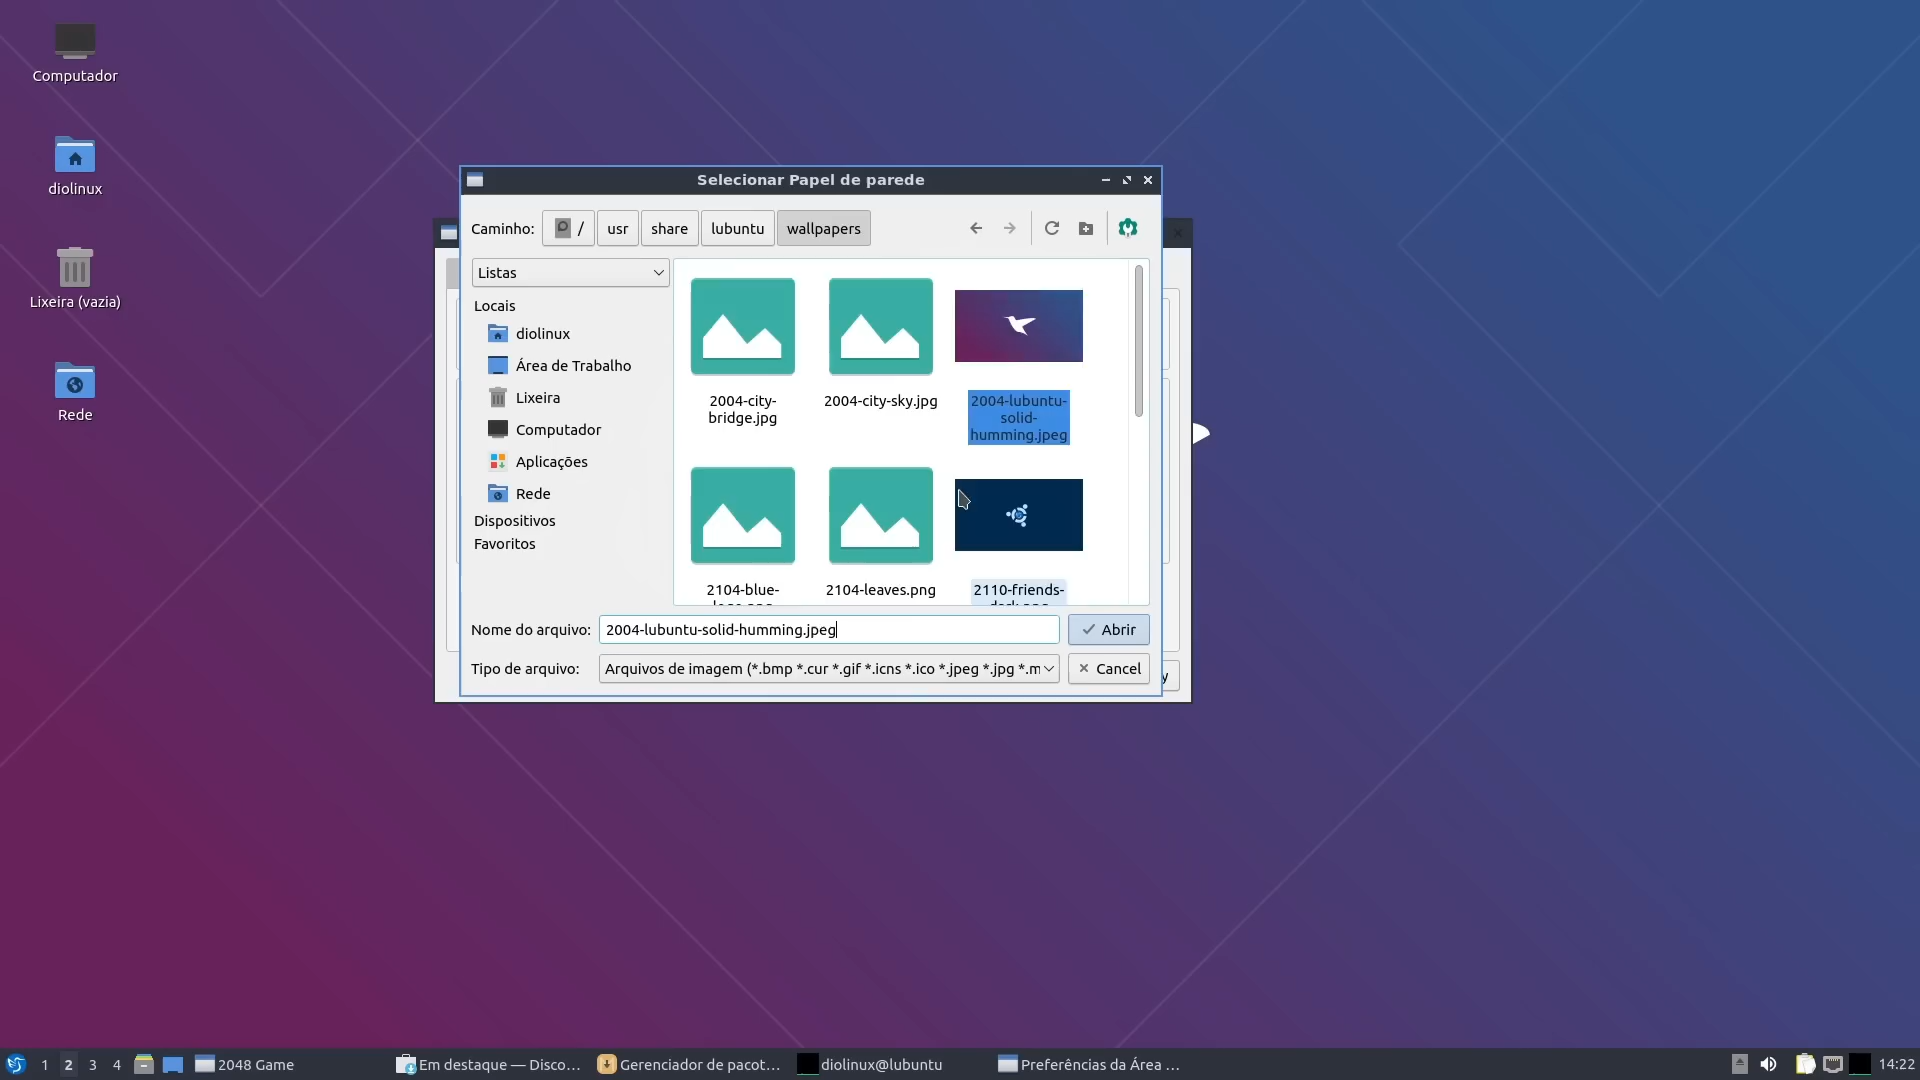 Computador
diolinux
Lixeira (vazia)
Rede
Selecionar Papel de parede
Caminho: / usr share lubuntu wallpapers
Listas
Locais
diolinux
Área de Trabalho
Lixeira
Computador
Aplicações
Rede
Dispositivos
Favoritos
2004-city-
bridge.jpg
2004-city-sky.jpg
2004-lubuntu-
solid-
humming.jpeg
2104-blue-
2104-leaves.png
2110-friends-
Nome do arquivo: 2004-lubuntu-solid-humming.jpeg Abrir
Tipo de arquivo: Arquivos de imagem (*.bmp *.cur *.gif *.icns *.ico *.jpeg *.jpg *.m Cancel
y
1 2 3 4 2048 Game Em destaque — Disco... Gerenciador de pacot... diolinux@lubuntu Preferências da Área ... 14:22